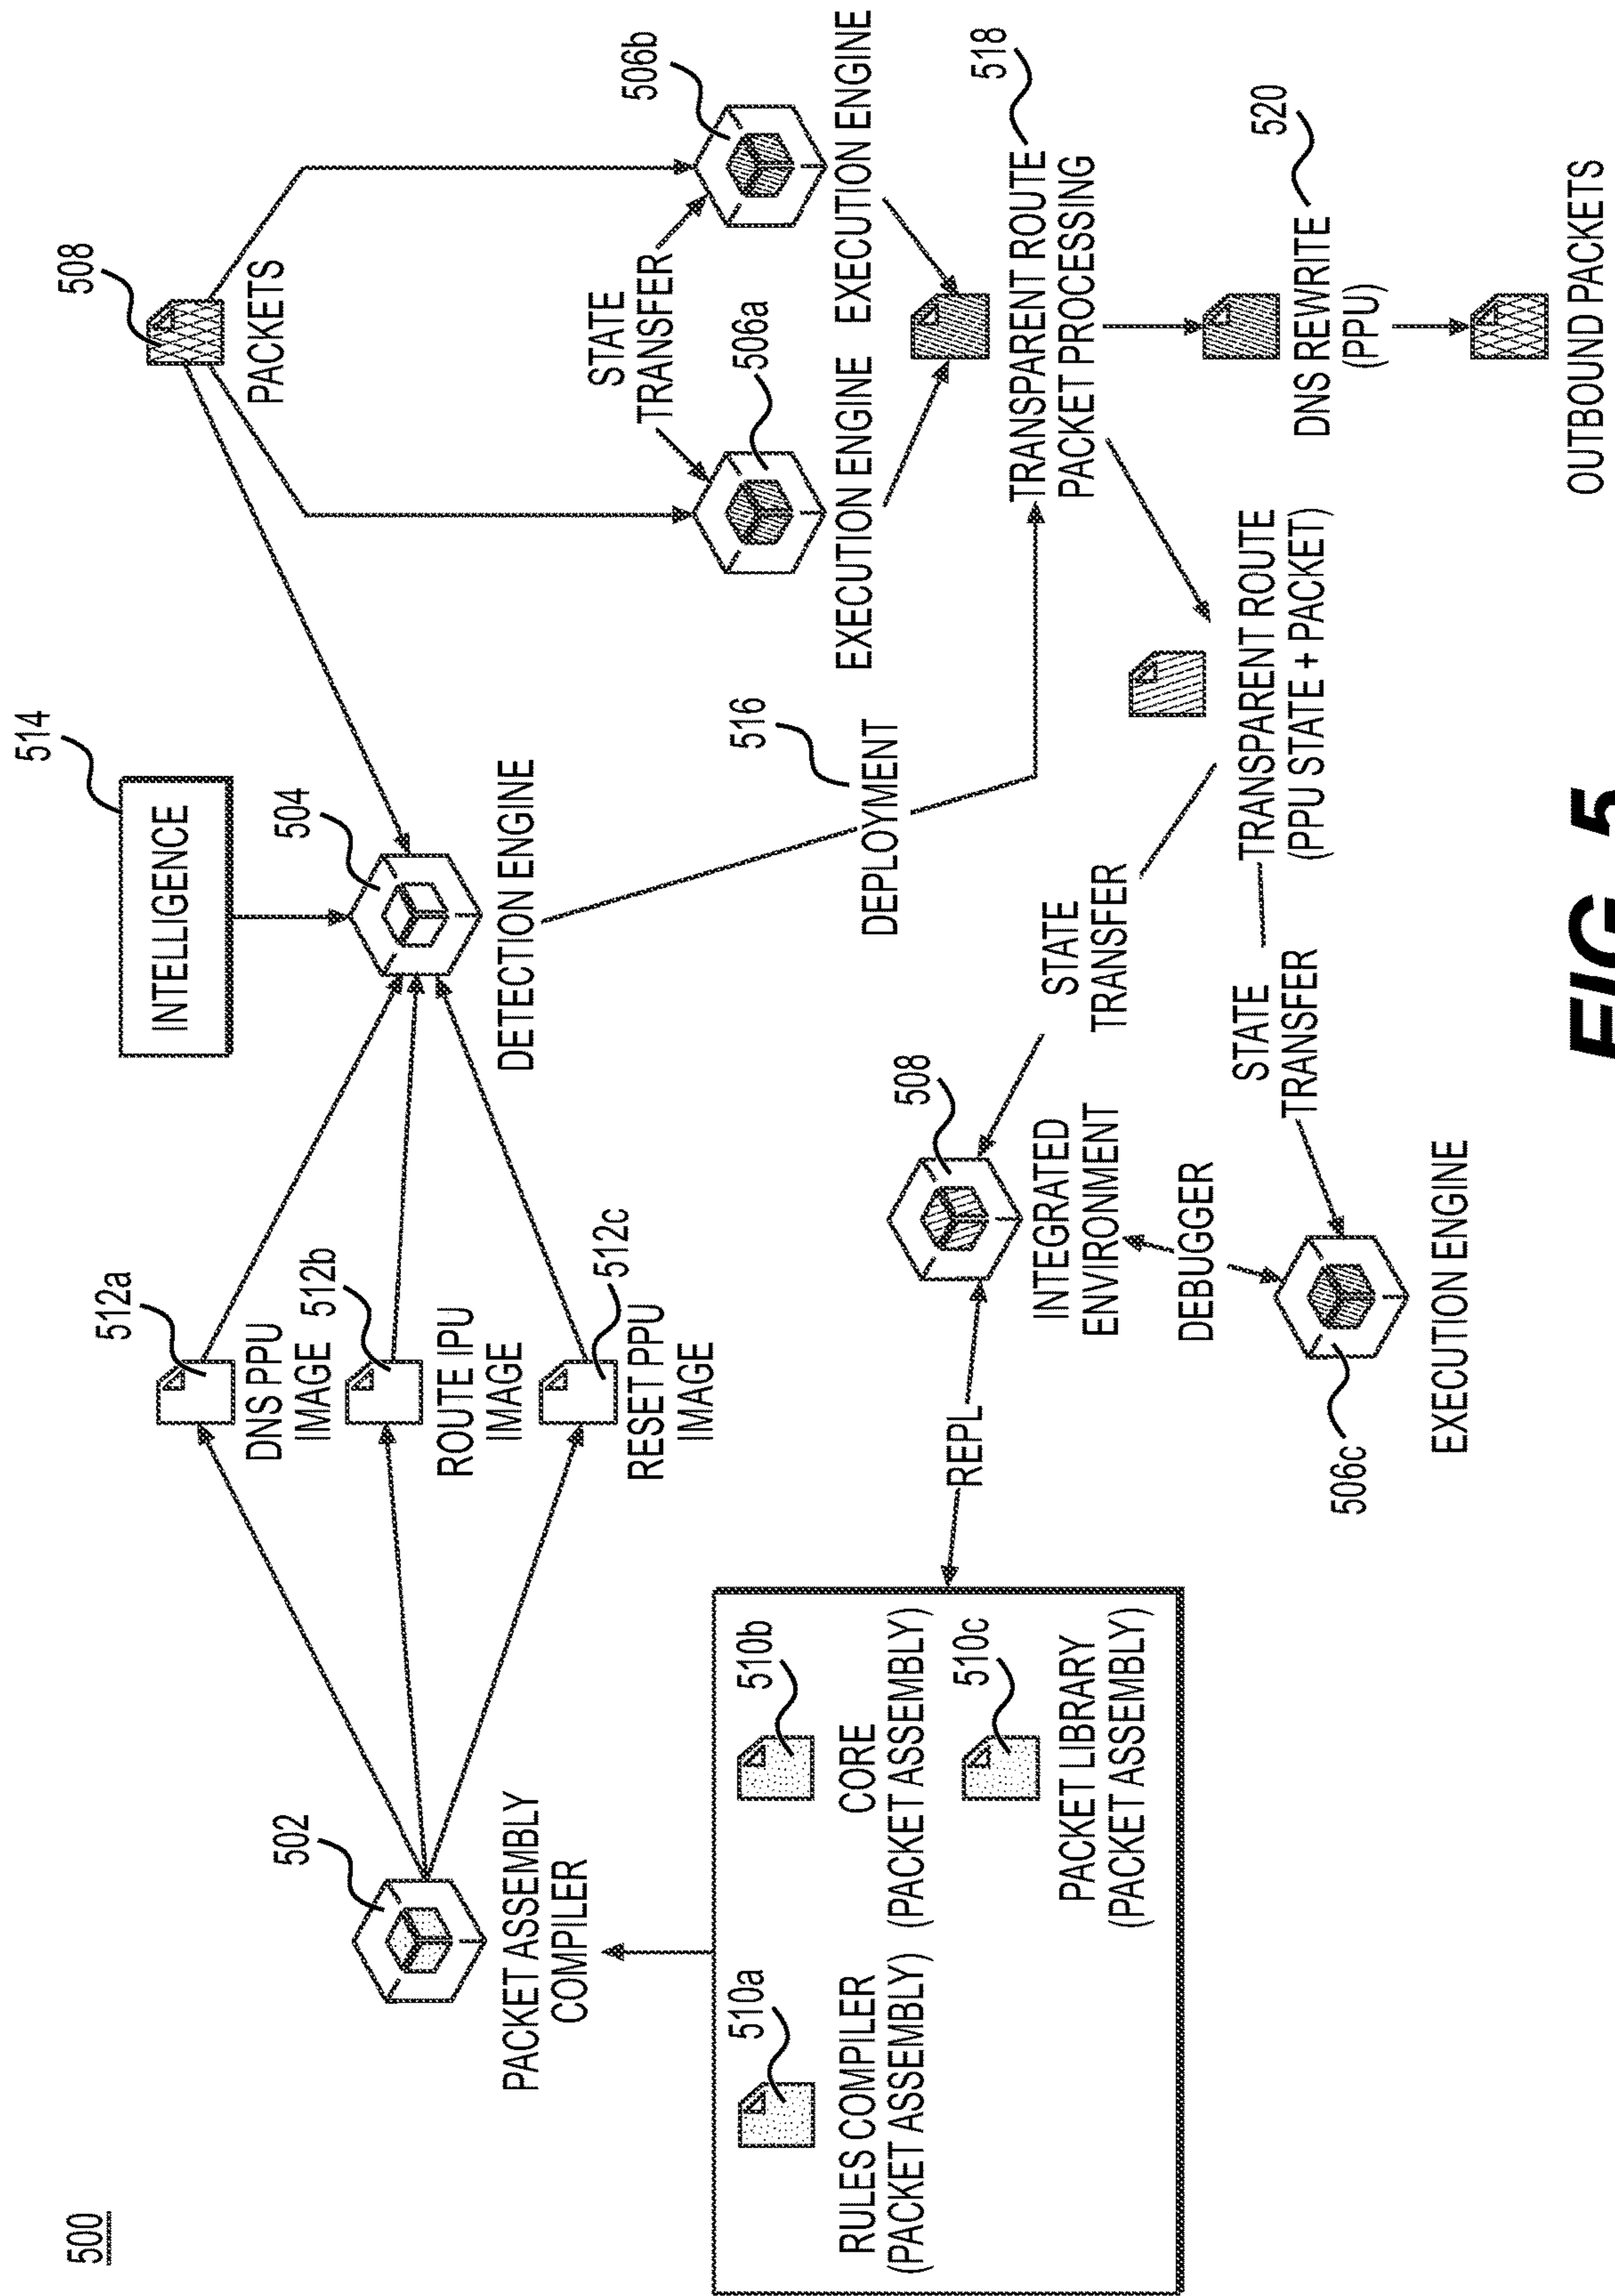 500
502
PACKET ASSEMBLY
COMPILER
510a
RULES COMPILER
(PACKET ASSEMBLY)
510b
CORE
(PACKET ASSEMBLY)
510c
PACKET LIBRARY
(PACKET ASSEMBLY)
512a
DNS PPU
IMAGE
512b
ROUTE IPU
IMAGE
512c
RESET PPU
IMAGE
514
INTELLIGENCE
504
DETECTION ENGINE
508
PACKETS
STATE
TRANSFER
506a
EXECUTION ENGINE
506b
EXECUTION ENGINE
516
DEPLOYMENT
518
TRANSPARENT ROUTE
PACKET PROCESSING
520
DNS REWRITE
(PPU)
OUTBOUND PACKETS
TRANSPARENT ROUTE
(PPU STATE + PACKET)
STATE
TRANSFER
STATE
TRANSFER
508
INTEGRATED
ENVIRONMENT
REPL
DEBUGGER
506c
EXECUTION ENGINE
FIG. 5